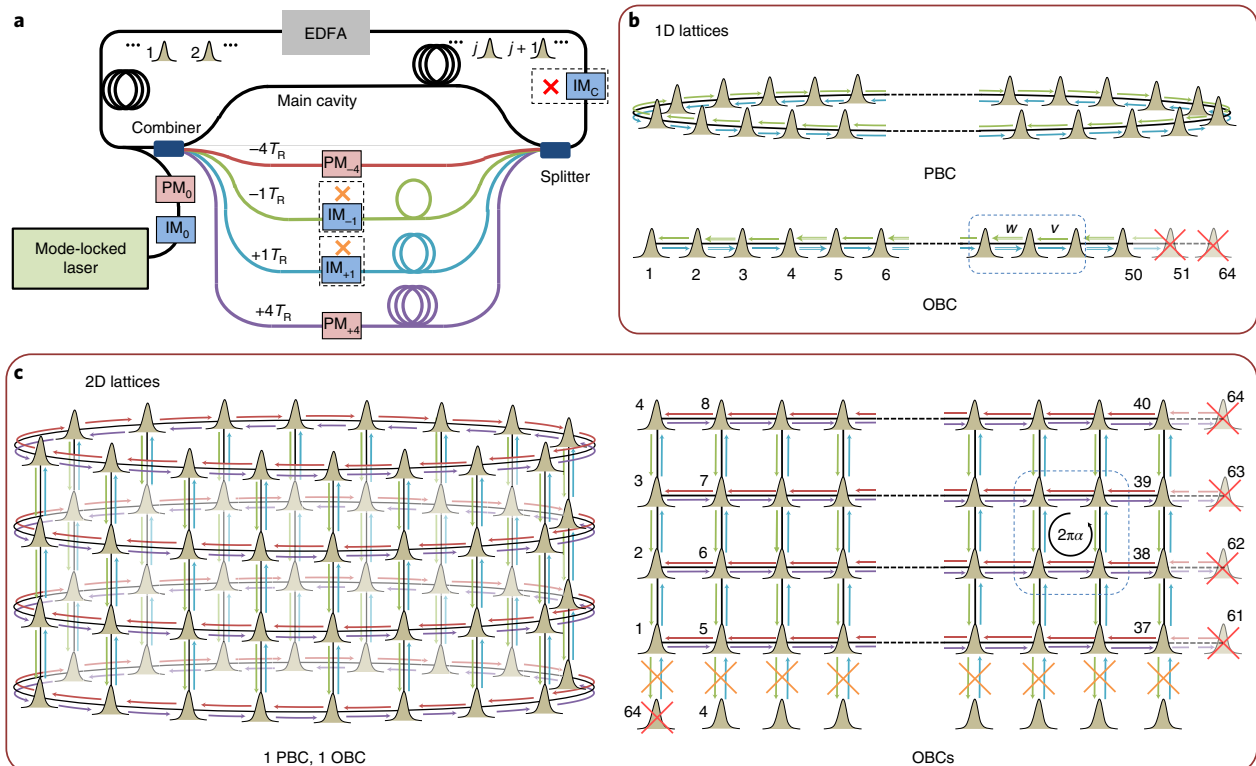 a
EDFA
··· 1 2 ···
··· j j + 1 ···
IM_C
Main cavity
Combiner
Splitter
−4T_R
PM_−4
−1T_R
IM_−1
+1T_R
IM_+1
+4T_R
PM_+4
PM_0
IM_0
Mode-locked
laser
b
1D lattices
PBC
w v
1 2 3 4 5 6 50 51 64
OBC
c
2D lattices
1 PBC, 1 OBC
4 8 40 64
3 7 39 63
2πα
2 6 38 62
1 5 37 61
64 4
OBCs